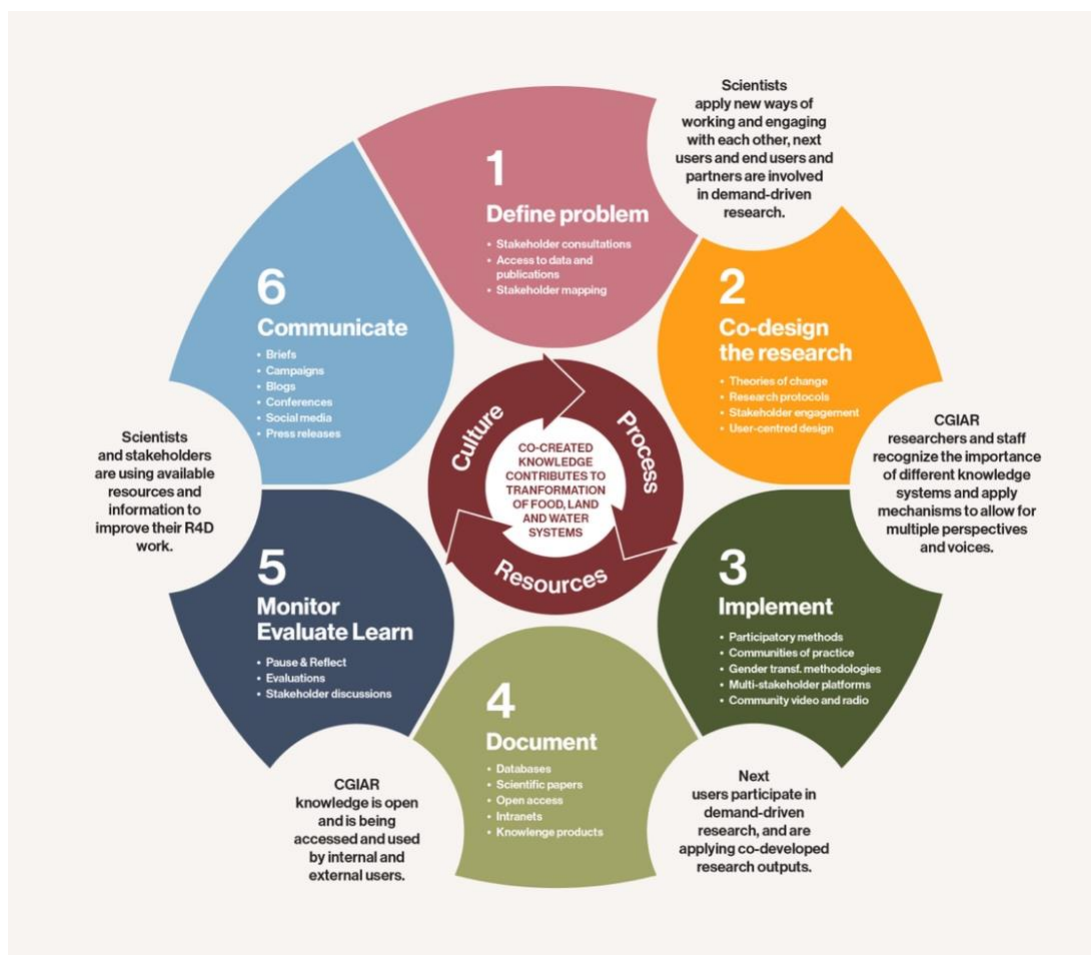 1
Define problem
• Stakeholder consultations
• Access to data and
publications
• Stakeholder mapping
Scientists
apply new ways of
working and engaging
with each other, next
users and end users and
partners are involved
in demand-driven
research.
2
Co-design
the research
• Theories of change
• Research protocols
• Stakeholder engagement
• User-centred design
CGIAR
researchers and staff
recognize the importance
of different knowledge
systems and apply
mechanisms to allow for
multiple perspectives
and voices.
3
Implement
• Participatory methods
• Communities of practice
• Gender transf. methodologies
• Multi-stakeholder platforms
• Community video and radio
Next
users participate in
demand-driven
research, and are
applying co-developed
research outputs.
4
Document
• Databases
• Scientific papers
• Open access
• Intranets
• Knowlenge products
CGIAR
knowledge is open
and is being
accessed and used
by internal and
external users.
5
Monitor
Evaluate Learn
• Pause & Reflect
• Evaluations
• Stakeholder discussions
Scientists
and stakeholders
are using available
resources and
information to
improve their R4D
work.
6
Communicate
• Briefs
• Campaigns
• Blogs
• Conferences
• Social media
• Press releases
Culture
Process
Resources
CO-CREATED
KNOWLEDGE
CONTRIBUTES TO
TRANFORMATION
OF FOOD, LAND
AND WATER
SYSTEMS